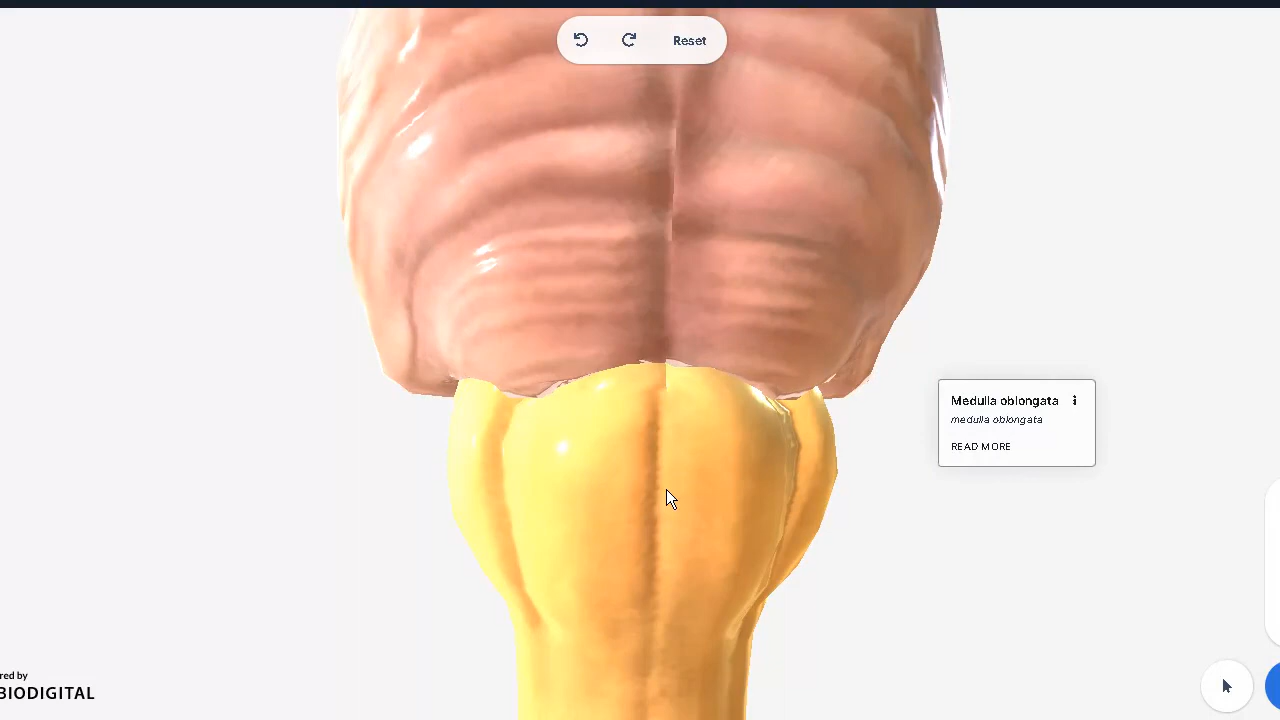 Reset
Medulla oblongata
medulla oblongata
READ MORE
red by
BIODIGITAL